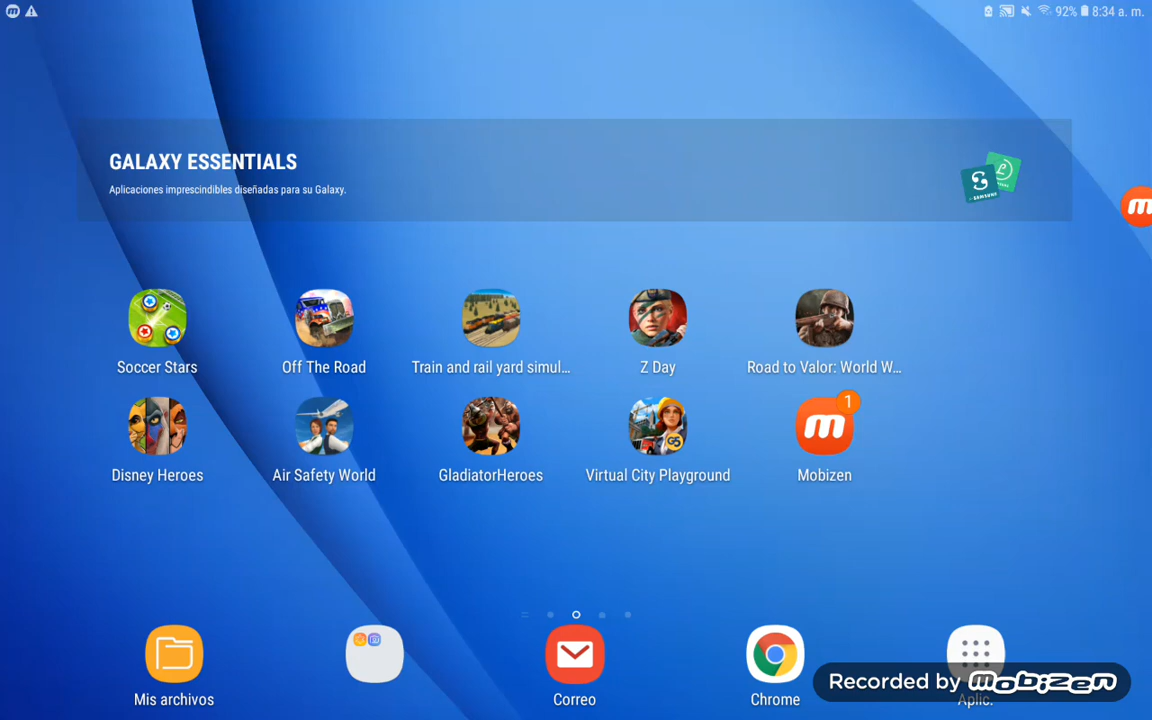 92% 8:34 a. m.
GALAXY ESSENTIALS
Aplicaciones imprescindibles diseñadas para su Galaxy.
SAMSUNG
Soccer Stars
Off The Road
Train and rail yard simul...
Z Day
Road to Valor: World W...
1
G5
Disney Heroes
Air Safety World
GladiatorHeroes
Virtual City Playground
Mobizen
Mis archivos
Correo
Chrome
Aplic.
Recorded by mobizen